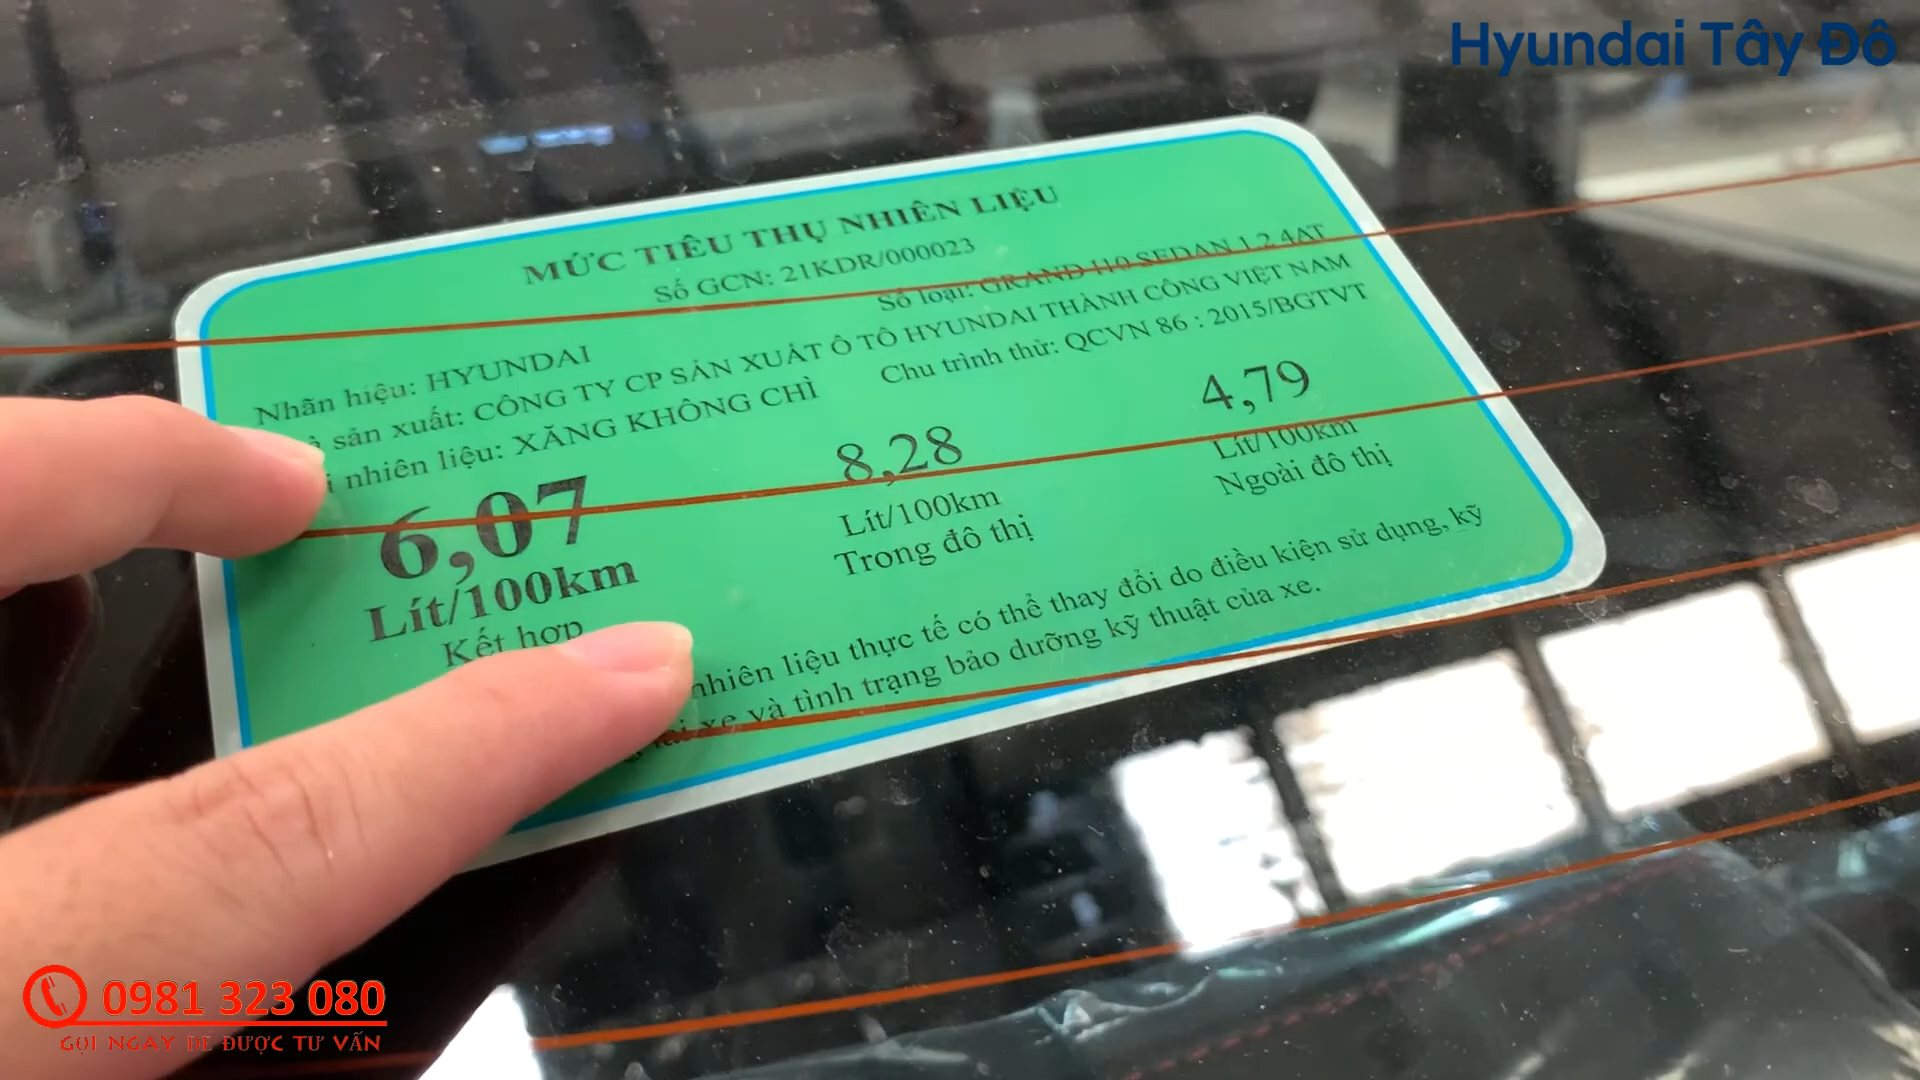 Hyundai Tây Đô
MỨC TIÊU THỤ NHIÊN LIỆU
Số GCN: 21KDR/000023
Nhãn hiệu: HYUNDAI
Số loại: GRAND I10 SEDAN 1.2 4AT
sản xuất: CÔNG TY CP SẢN XUẤT Ô TÔ HYUNDAI THÀNH CÔNG VIỆT NAM
nhiên liệu: XĂNG KHÔNG CHÌ
Chu trình thử: QCVN 86 : 2015/BGTVT
6,07
Lít/100km
Kết hợp
8,28
Lít/100km
Trong đô thị
4,79
Lít/100km
Ngoài đô thị
nhiên liệu thực tế có thể thay đổi do điều kiện sử dụng, kỹ
xe và tình trạng bảo dưỡng kỹ thuật của xe.
0981 323 080
GỌI NGAY ĐỂ ĐƯỢC TƯ VẤN